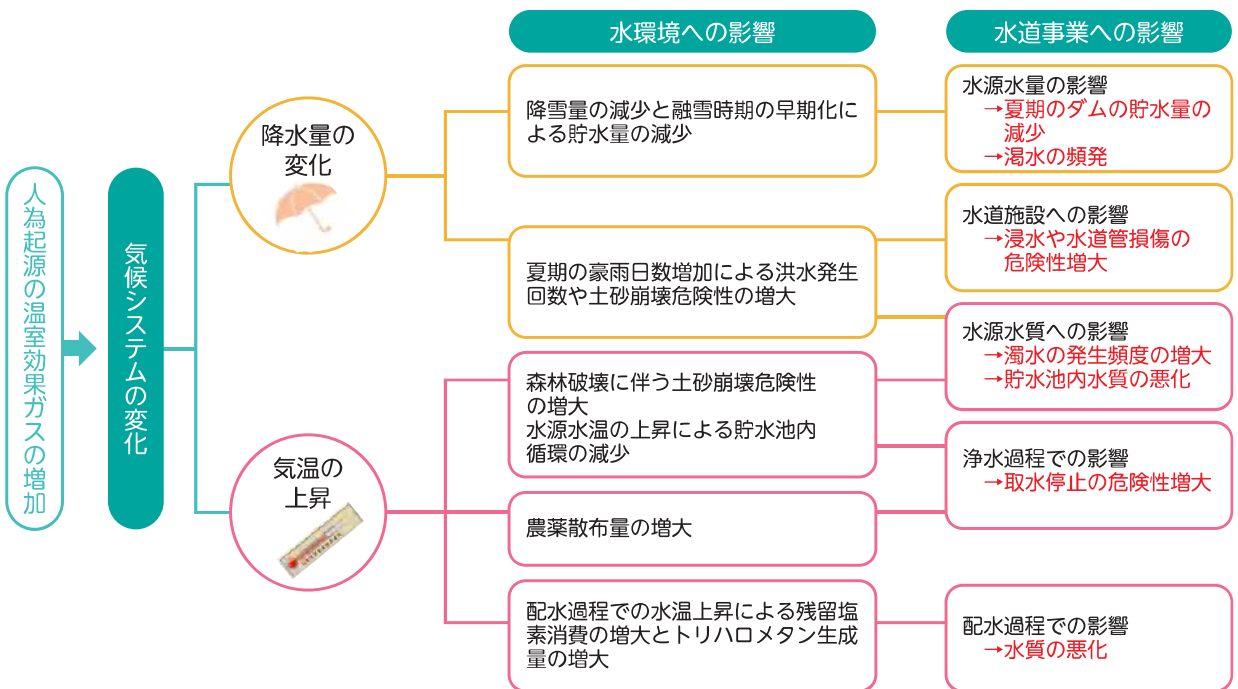 水環境への影響
水道事業への影響
人為起源の温室効果ガスの増加
気候システムの変化
降水量の
変化
降雪量の減少と融雪時期の早期化に
よる貯水量の減少
水源水量の影響
→夏期のダムの貯水量の
減少
→渇水の頻発
夏期の豪雨日数増加による洪水発生
回数や土砂崩壊危険性の増大
水道施設への影響
→浸水や水道管損傷の
危険性増大
水源水質への影響
→濁水の発生頻度の増大
→貯水池内水質の悪化
気温の
上昇
森林破壊に伴う土砂崩壊危険性
の増大
水源水温の上昇による貯水池内
循環の減少
浄水過程での影響
→取水停止の危険性増大
農薬散布量の増大
配水過程での水温上昇による残留塩
素消費の増大とトリハロメタン生成
量の増大
配水過程での影響
→水質の悪化